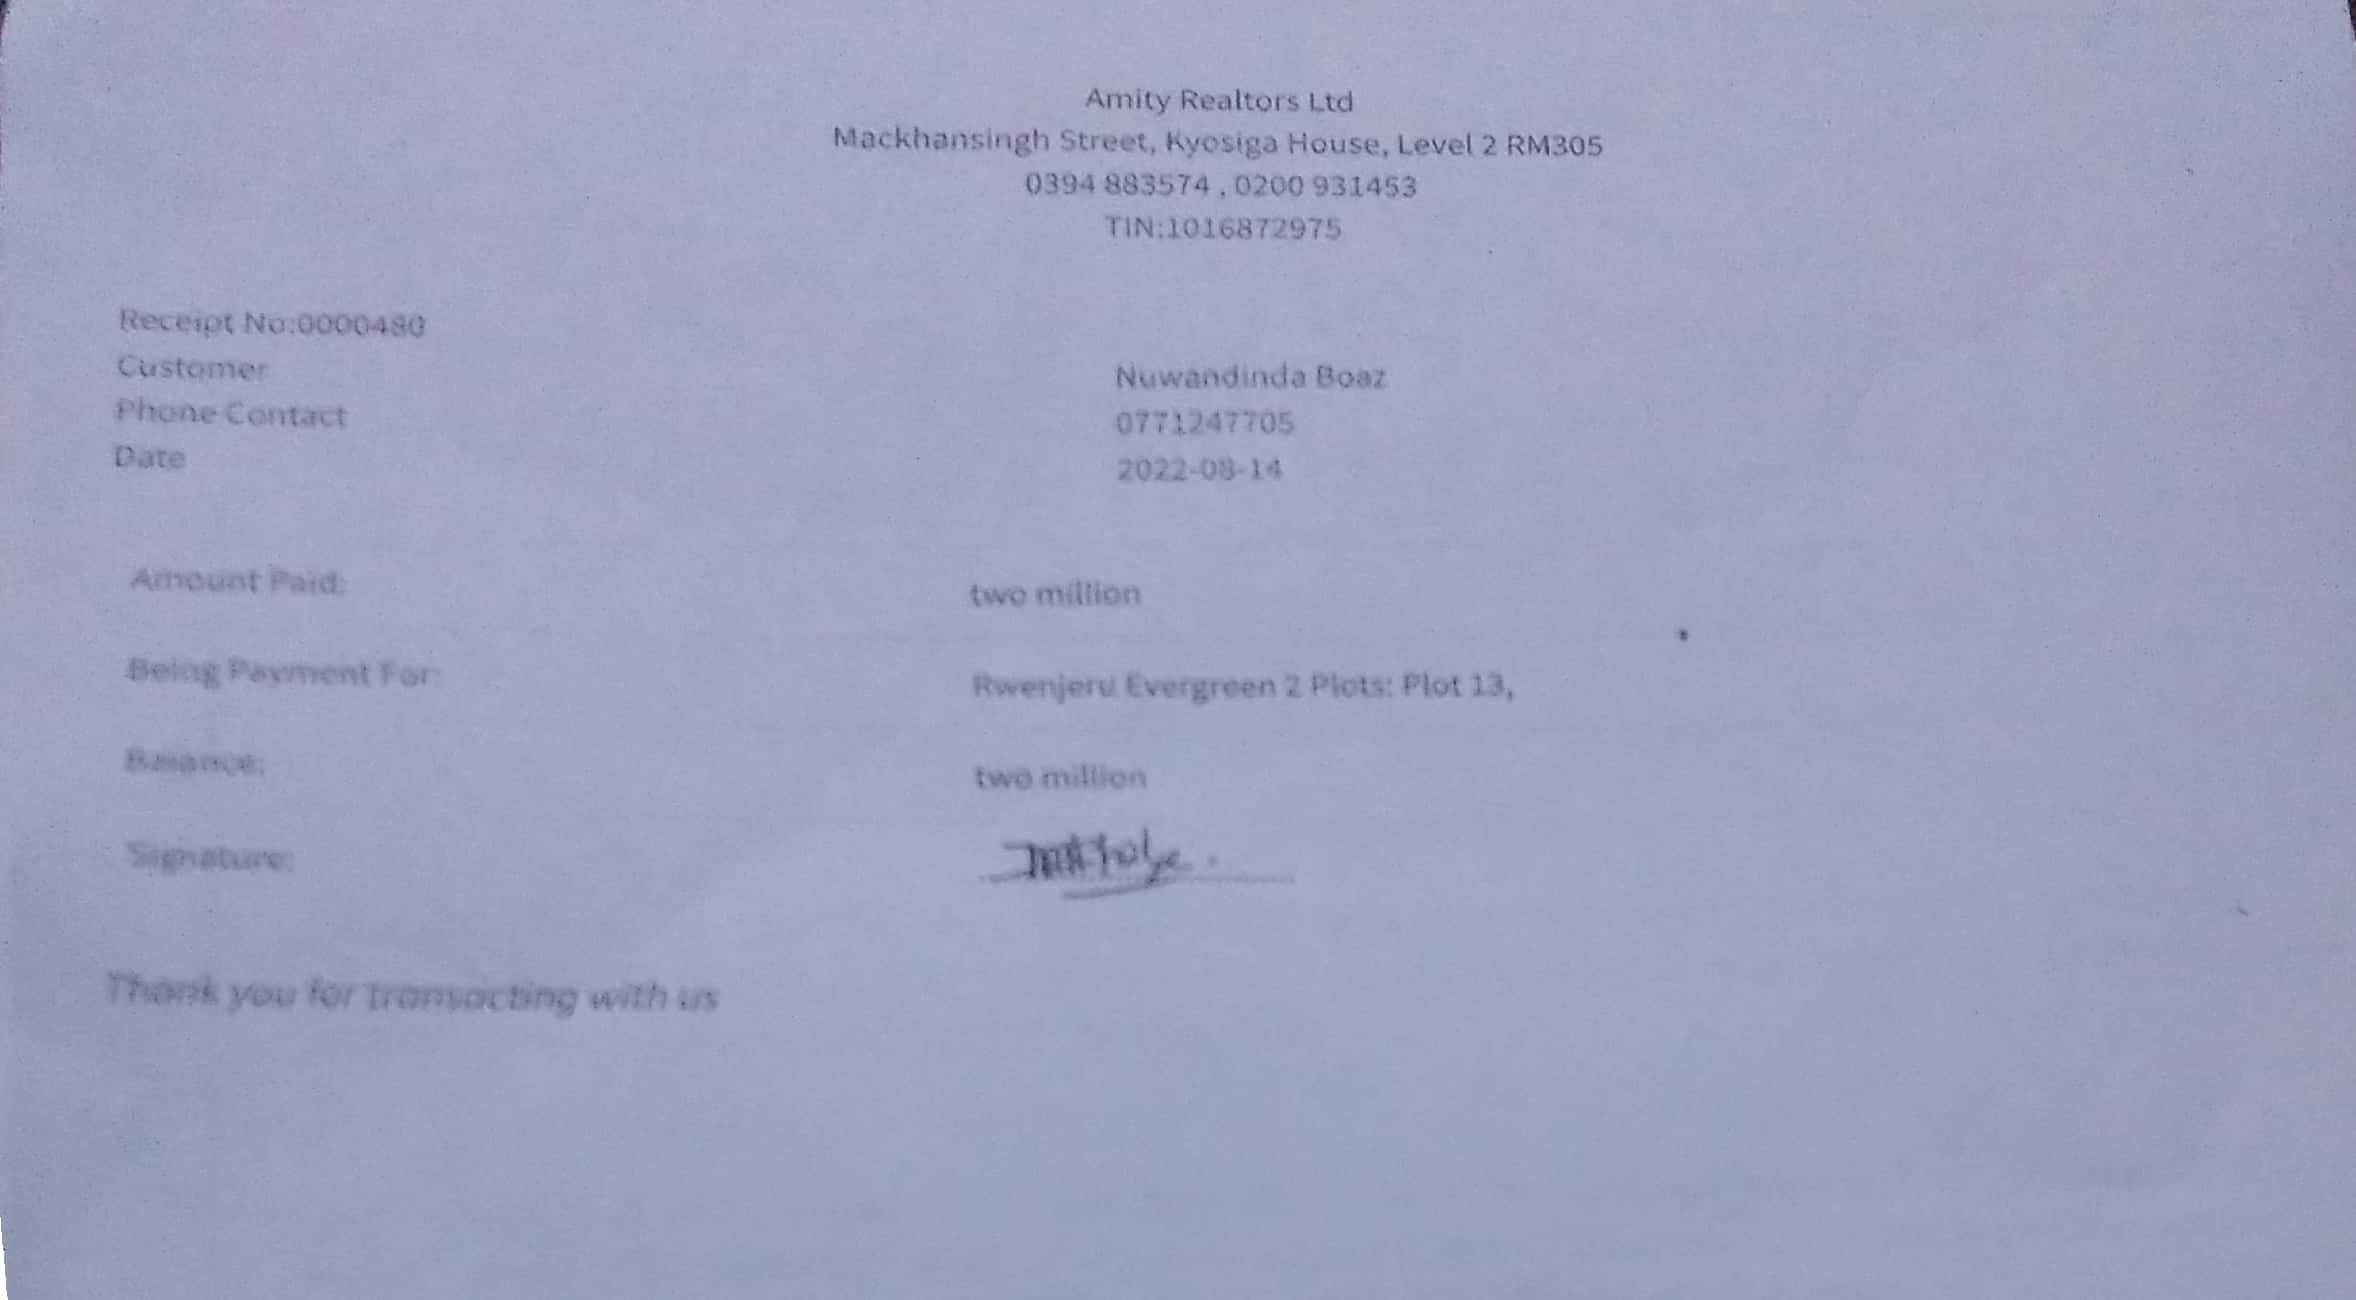 Amity Realtors Ltd
Mackhansingh Street, Kyosiga House, Level 2 RM305
0394 883574 , 0200 931453
TIN:1016872975
Receipt No:0000480
Customer Nuwandinda Boaz
Phone Contact 0771247705
Date 2022-08-14
Amount Paid: two million
Being Payment For: Rwenjeru Evergreen 2 Plots: Plot 13,
Balance: two million
Signature:
Thank you for transacting with us